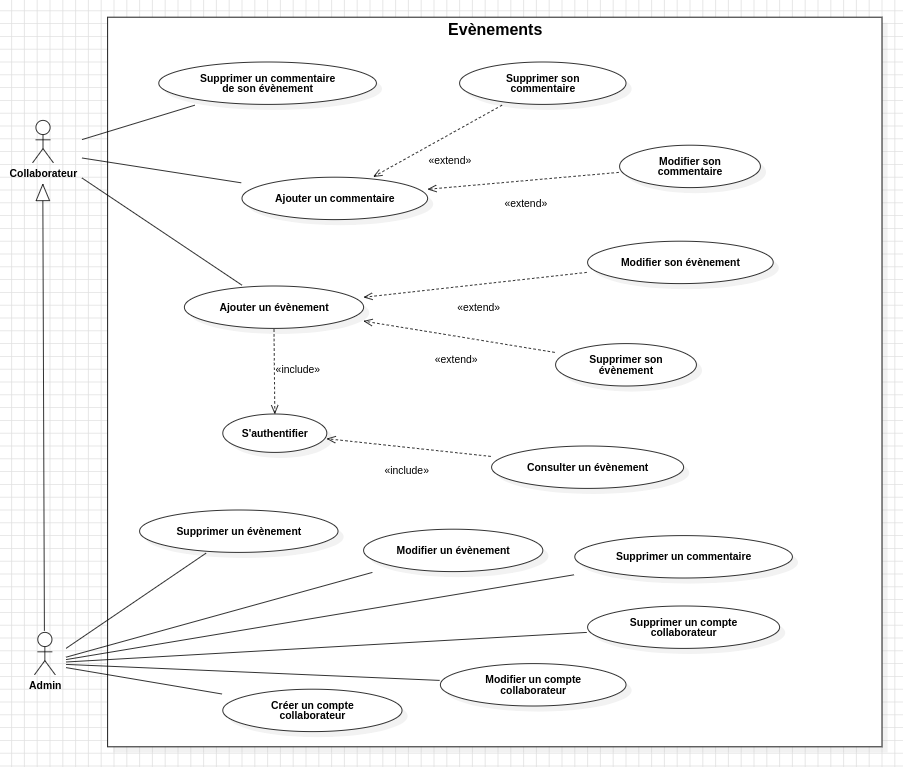 Evènements
Supprimer un commentaire
de son évènement
Supprimer son
commentaire
«extend»
Modifier son
commentaire
Collaborateur
Ajouter un commentaire
«extend»
Modifier son évènement
Ajouter un évènement
«extend»
«extend»
Supprimer son
évènement
«include»
S'authentifier
«include»
Consulter un évènement
Supprimer un évènement
Modifier un évènement
Supprimer un commentaire
Supprimer un compte
collaborateur
Modifier un compte
collaborateur
Admin
Créer un compte
collaborateur